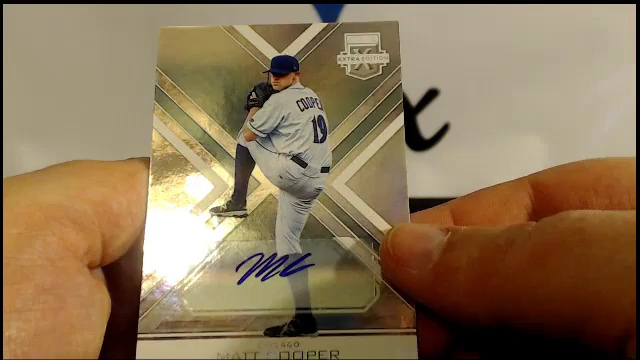 EXTRA EDITION
COOPER
19
CHICAGO
MATT COOPER